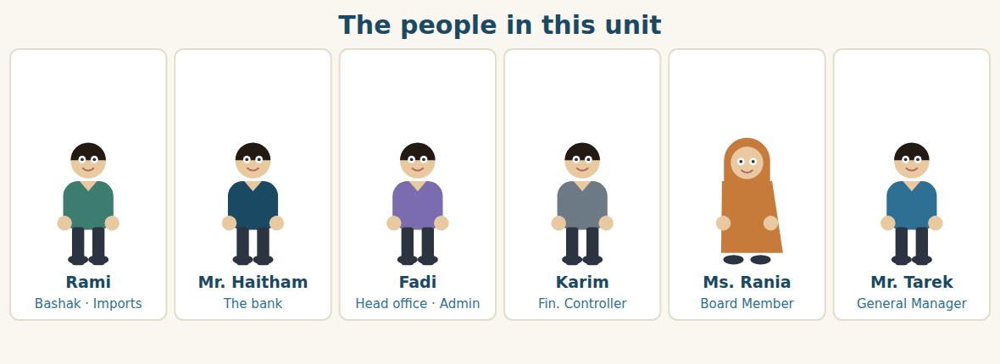 The people in this unit
Rami
Bashak · Imports
Mr. Haitham
The bank
Fadi
Head office · Admin
Karim
Fin. Controller
Ms. Rania
Board Member
Mr. Tarek
General Manager